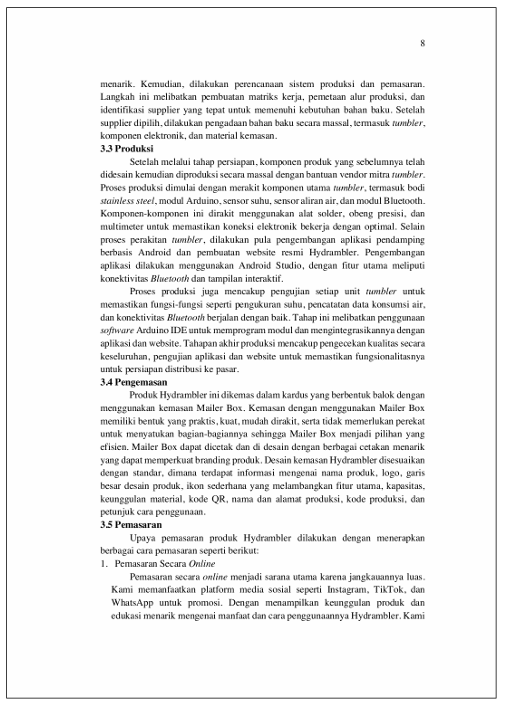 8
menarik. Kemudian, dilakukan perencanaan sistem produksi dan pemasaran.
Langkah ini melibatkan pembuatan matriks kerja, pemetaan alur produksi, dan
identifikasi supplier yang tepat untuk memenuhi kebutuhan bahan baku. Setelah
supplier dipilih, dilakukan pengadaan bahan baku secara massal, termasuk tumbler,
komponen elektronik, dan material kemasan.
3.3 Produksi
Setelah melalui tahap persiapan, komponen produk yang sebelumnya telah
didesain kemudian diproduksi secara massal dengan bantuan vendor mitra tumbler.
Proses produksi dimulai dengan merakit komponen utama tumbler, termasuk bodi
stainless steel, modul Arduino, sensor suhu, sensor aliran air, dan modul Bluetooth.
Komponen-komponen ini dirakit menggunakan alat solder, obeng presisi, dan
multimeter untuk memastikan koneksi elektronik bekerja dengan optimal. Selain
proses perakitan tumbler, dilakukan pula pengembangan aplikasi pendamping
berbasis Android dan pembuatan website resmi Hydrambler. Pengembangan
aplikasi dilakukan menggunakan Android Studio, dengan fitur utama meliputi
konektivitas Bluetooth dan tampilan interaktif.
Proses produksi juga mencakup pengujian setiap unit tumbler untuk
memastikan fungsi-fungsi seperti pengukuran suhu, pencatatan data konsumsi air,
dan konektivitas Bluetooth berjalan dengan baik. Tahap ini melibatkan penggunaan
software Arduino IDE untuk memprogram modul dan mengintegrasikannya dengan
aplikasi dan website. Tahapan akhir produksi mencakup pengecekan kualitas secara
keseluruhan, pengujian aplikasi dan website untuk memastikan fungsionalitasnya
untuk persiapan distribusi ke pasar.
3.4 Pengemasan
Produk Hydrambler ini dikemas dalam kardus yang berbentuk balok dengan
menggunakan kemasan Mailer Box. Kemasan dengan menggunakan Mailer Box
memiliki bentuk yang praktis, kuat, mudah dirakit, serta tidak memerlukan perekat
untuk menyatukan bagian-bagiannya sehingga Mailer Box menjadi pilihan yang
efisien. Mailer Box dapat dicetak dan di desain dengan berbagai cetakan menarik
yang dapat memperkuat branding produk. Desain kemasan Hydrambler disesuaikan
dengan standar, dimana terdapat informasi mengenai nama produk, logo, garis
besar desain produk, ikon sederhana yang melambangkan fitur utama, kapasitas,
keunggulan material, kode QR, nama dan alamat produksi, kode produksi, dan
petunjuk cara penggunaan.
3.5 Pemasaran
Upaya pemasaran produk Hydrambler dilakukan dengan menerapkan
berbagai cara pemasaran seperti berikut:
1. Pemasaran Secara Online
Pemasaran secara online menjadi sarana utama karena jangkauannya luas.
Kami memanfaatkan platform media sosial seperti Instagram, TikTok, dan
WhatsApp untuk promosi. Dengan menampilkan keunggulan produk dan
edukasi menarik mengenai manfaat dan cara penggunaannya Hydrambler. Kami